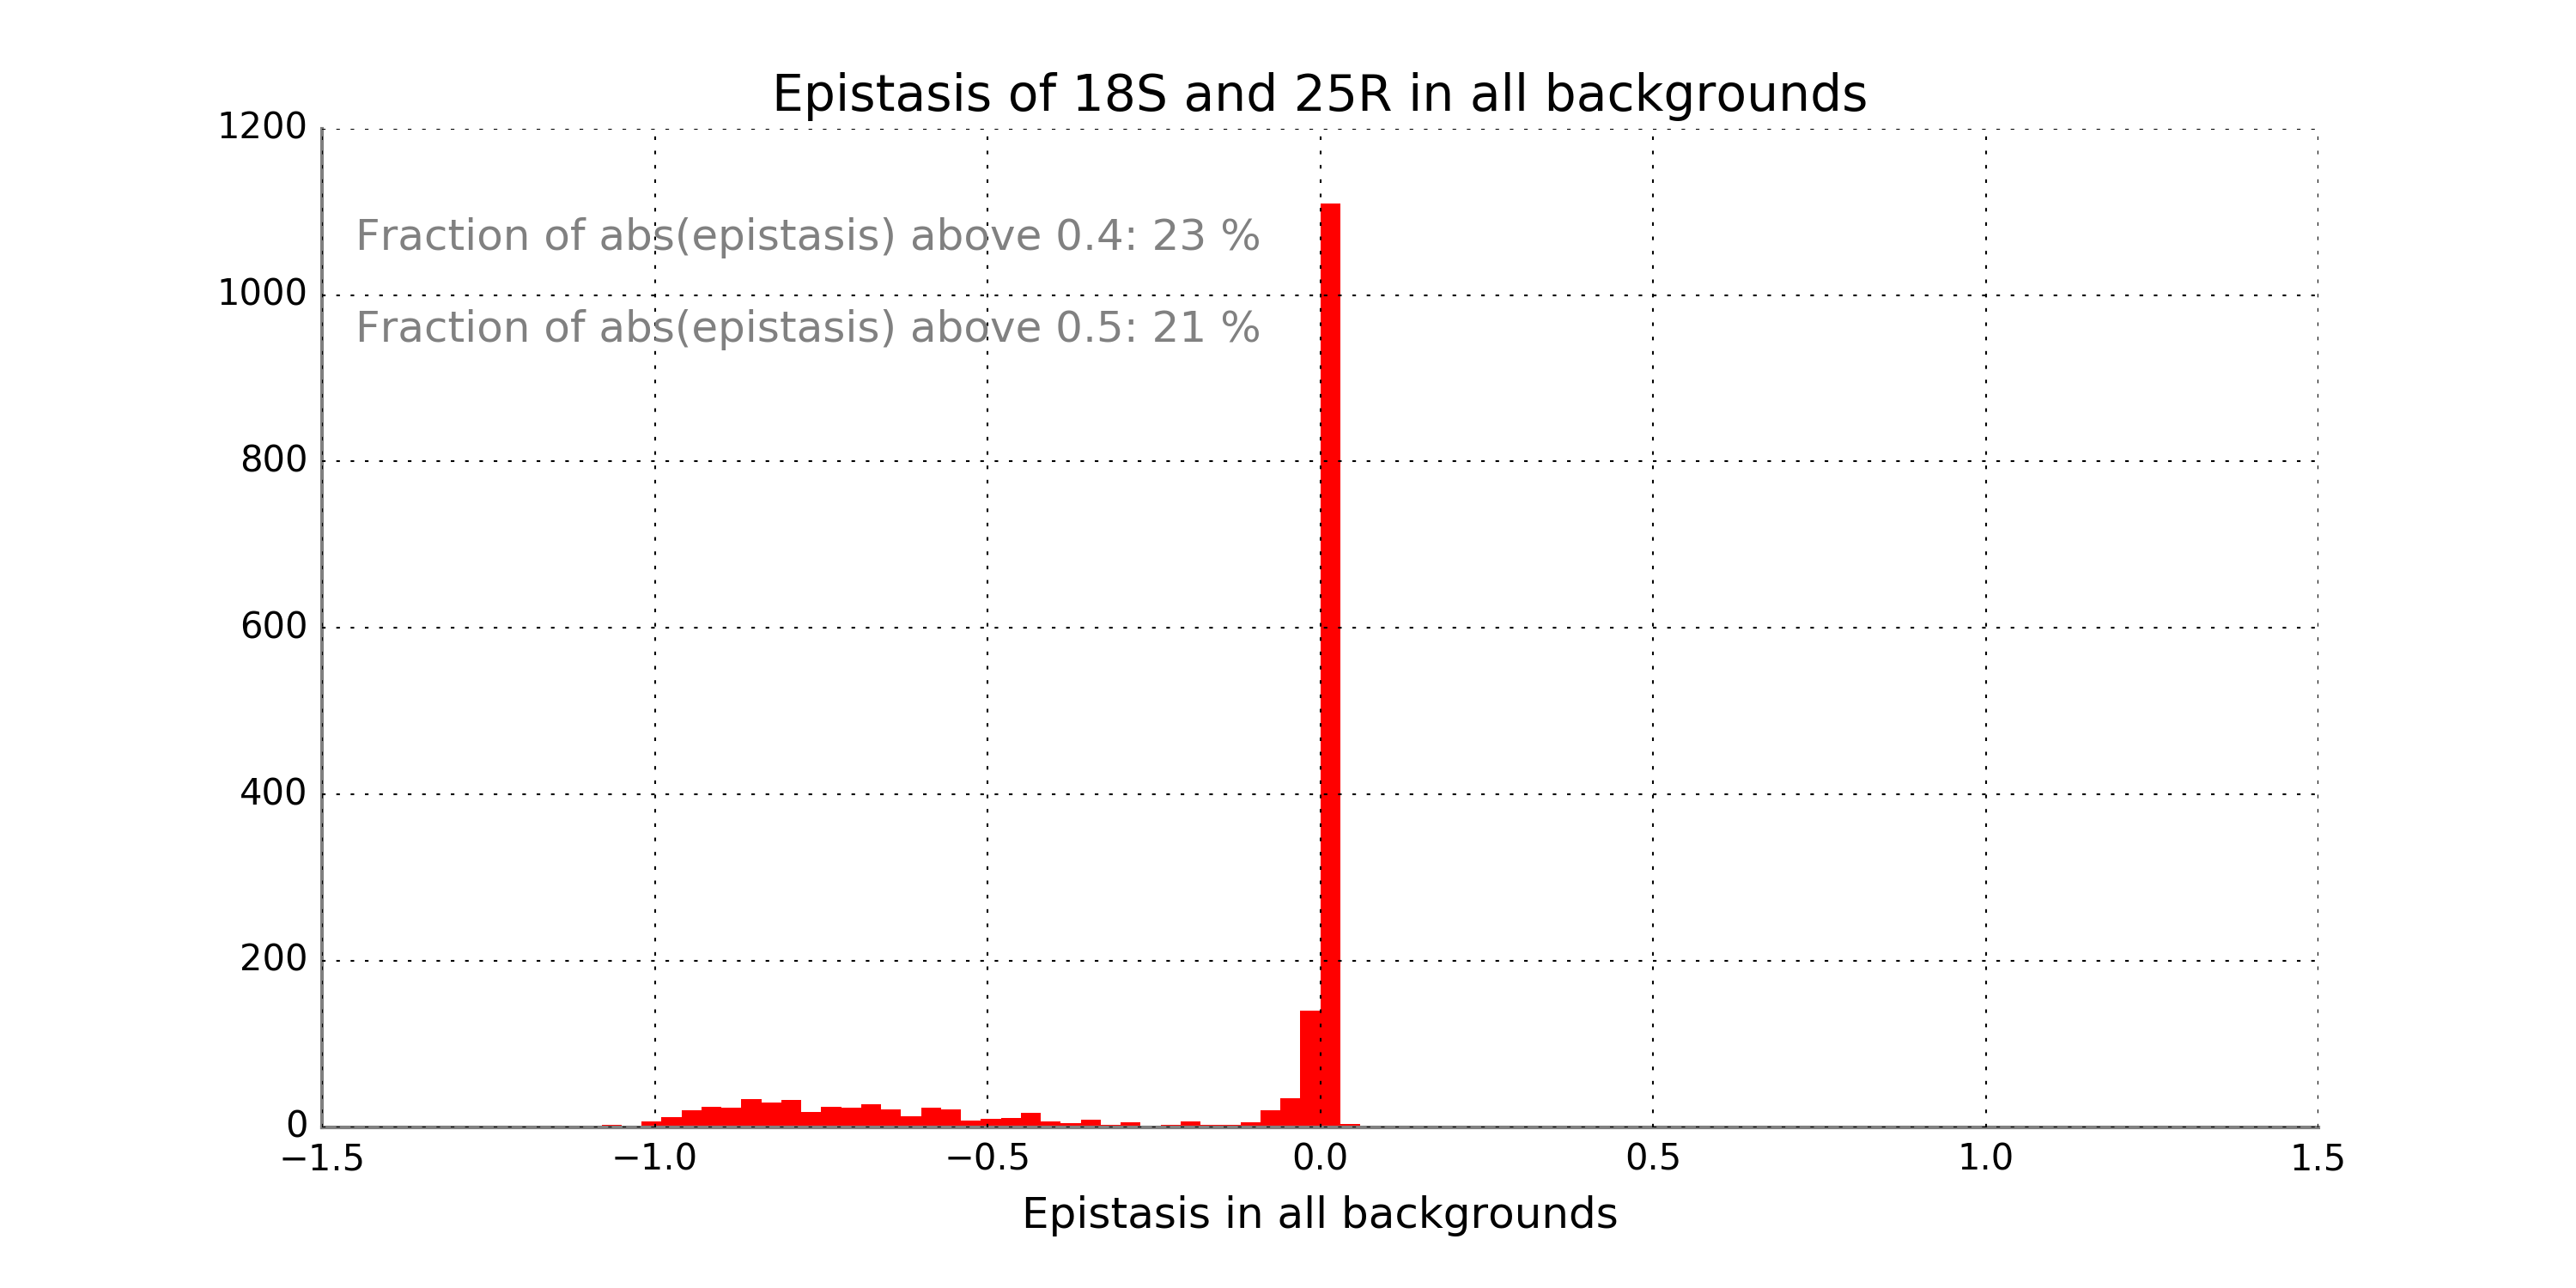 Epistasis of 18S and 25R in all backgrounds
1200
Fraction of abs(epistasis) above 0.4: 23 %
1000
Fraction of abs(epistasis) above 0.5: 21 %
800
600
400
200
0
−1.5 −1.0 −0.5 0.0 0.5 1.0 1.5
Epistasis in all backgrounds